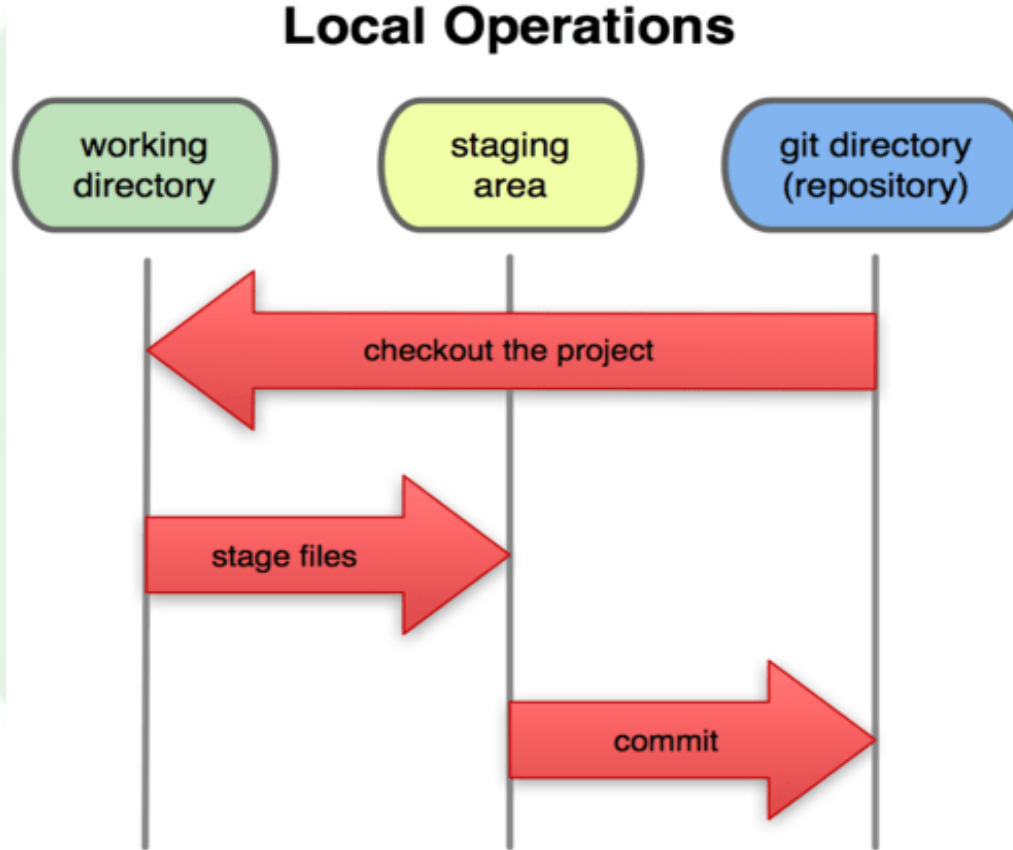 Local Operations
working
directory
staging
area
git directory
(repository)
checkout the project
stage files
commit